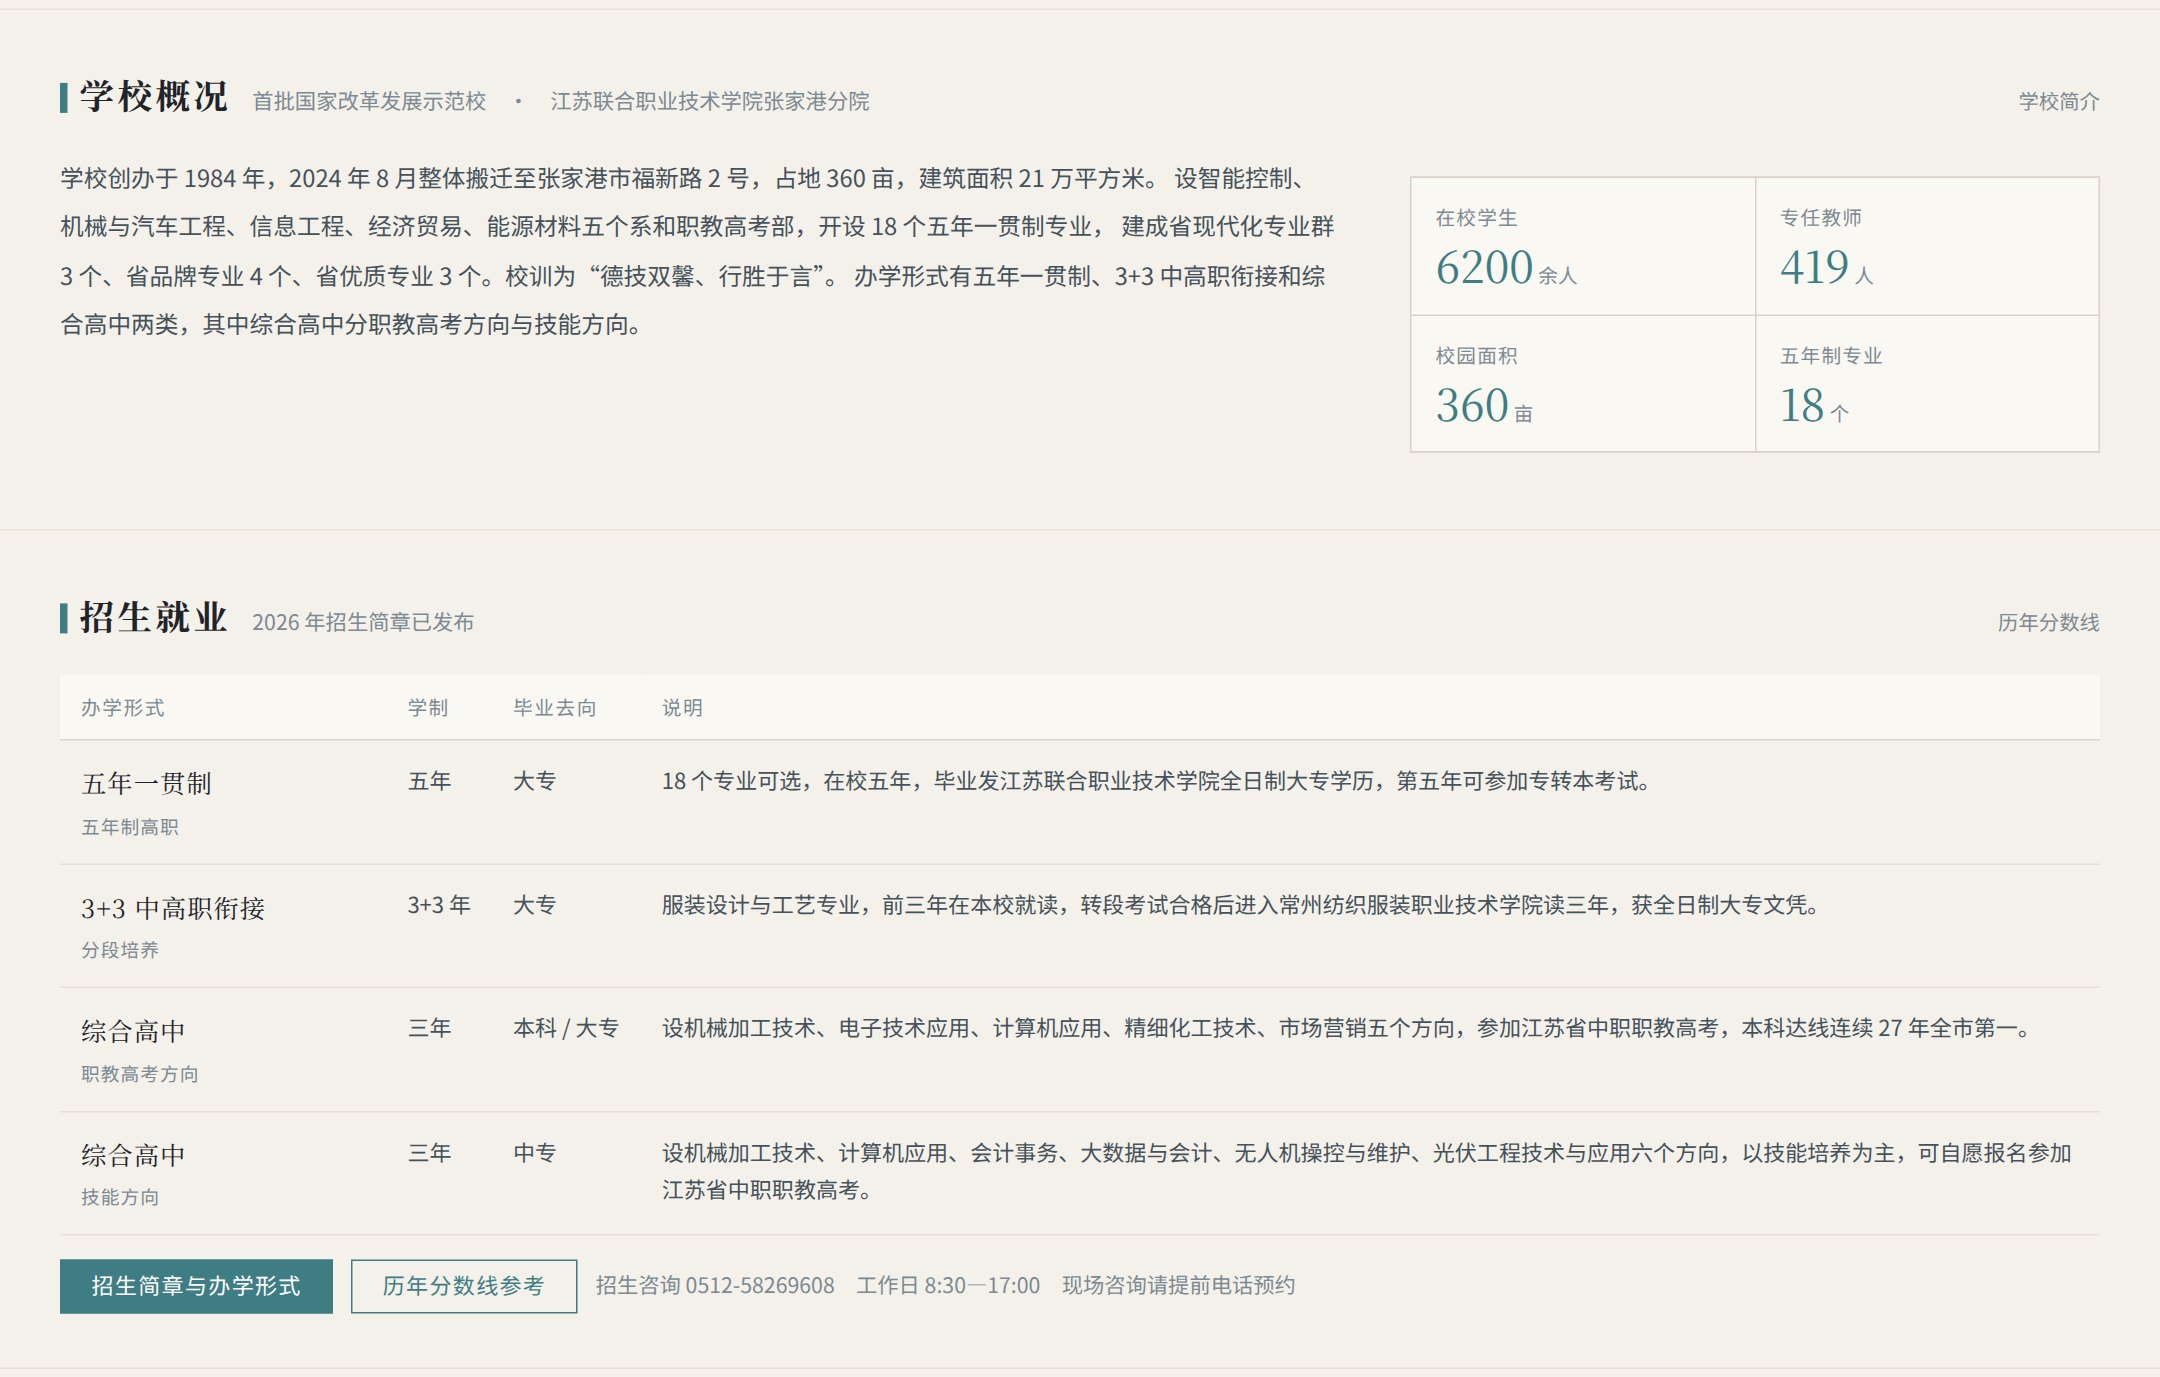 学校概况 首批国家改革发展示范校 · 江苏联合职业技术学院张家港分院 学校简介
学校创办于 1984 年，2024 年 8 月整体搬迁至张家港市福新路 2 号，占地 360 亩，建筑面积 21 万平方米。 设智能控制、
机械与汽车工程、信息工程、经济贸易、能源材料五个系和职教高考部，开设 18 个五年一贯制专业， 建成省现代化专业群
3 个、省品牌专业 4 个、省优质专业 3 个。校训为“德技双馨、行胜于言”。 办学形式有五年一贯制、3+3 中高职衔接和综
合高中两类，其中综合高中分职教高考方向与技能方向。
在校学生 专任教师
6200 余人 419 人
校园面积 五年制专业
360 亩 18 个
招生就业 2026 年招生简章已发布 历年分数线
办学形式 学制 毕业去向 说明
五年一贯制 五年 大专 18 个专业可选，在校五年，毕业发江苏联合职业技术学院全日制大专学历，第五年可参加专转本考试。
五年制高职
3+3 中高职衔接 3+3 年 大专 服装设计与工艺专业，前三年在本校就读，转段考试合格后进入常州纺织服装职业技术学院读三年，获全日制大专文凭。
分段培养
综合高中 三年 本科 / 大专 设机械加工技术、电子技术应用、计算机应用、精细化工技术、市场营销五个方向，参加江苏省中职职教高考，本科达线连续 27 年全市第一。
职教高考方向
综合高中 三年 中专 设机械加工技术、计算机应用、会计事务、大数据与会计、无人机操控与维护、光伏工程技术与应用六个方向，以技能培养为主，可自愿报名参加
江苏省中职职教高考。
技能方向
招生简章与办学形式 历年分数线参考 招生咨询 0512-58269608 工作日 8:30—17:00 现场咨询请提前电话预约